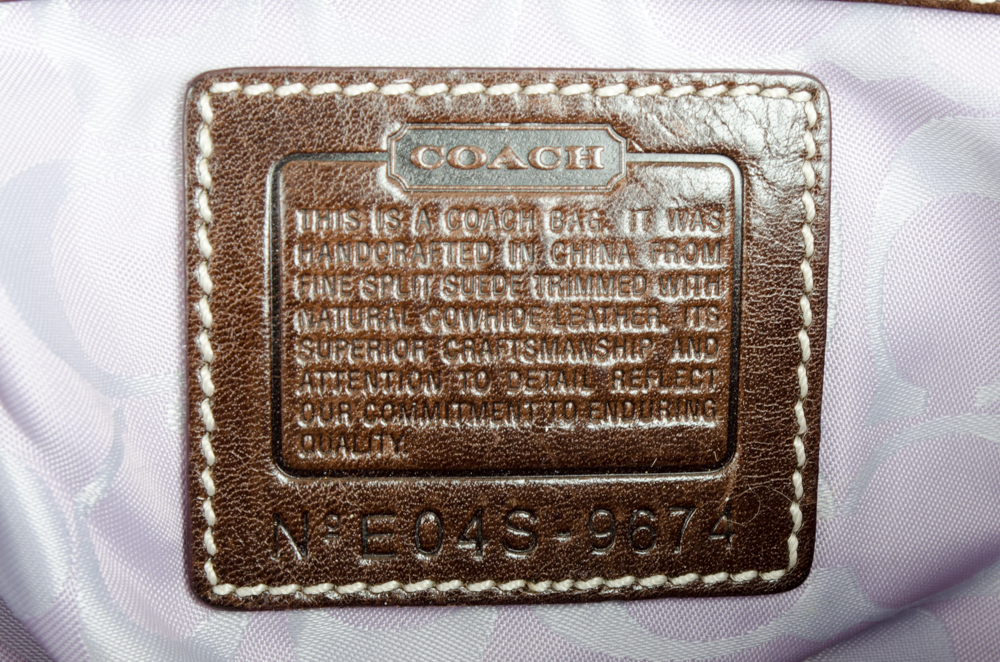 COACH
THIS IS A COACH BAG. IT WAS
HANDCRAFTED IN CHINA FROM
FINE SPLIT SUEDE TRIMMED WITH
NATURAL COWHIDE LEATHER. ITS
SUPERIOR CRAFTSMANSHIP AND
ATTENTION TO DETAIL REFLECT
OUR COMMITMENT TO ENDURING
QUALITY.
Nº E04S-9674